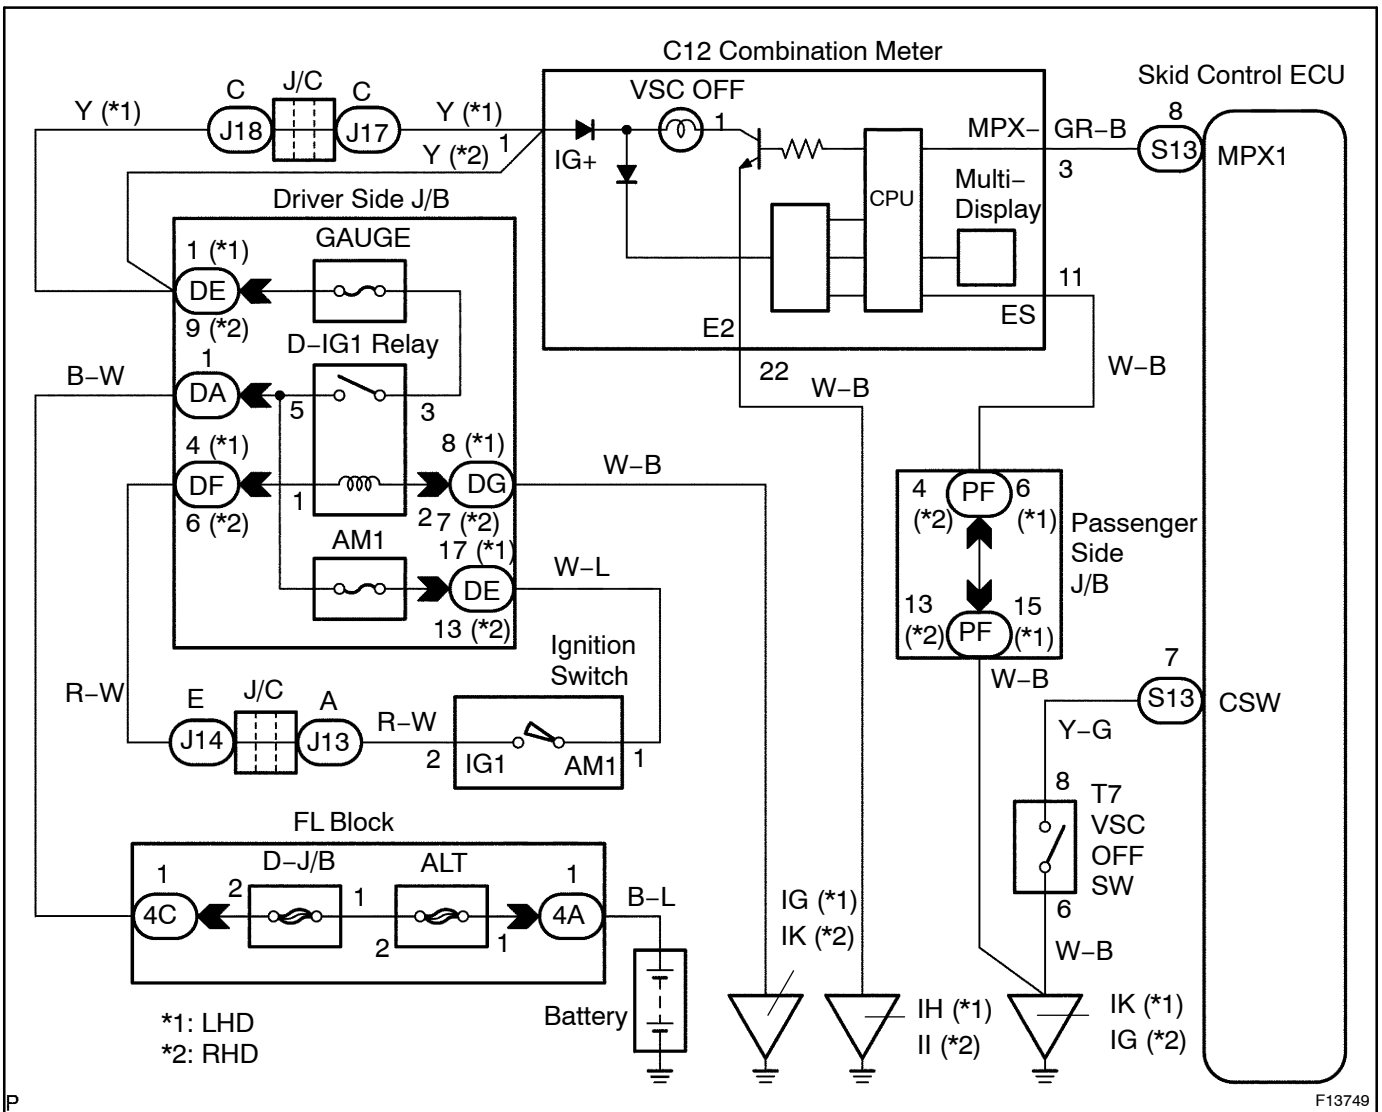 C12 Combination Meter
Skid Control ECU
C
J/C
C
Y (*1)
J18
J17
Y (*1)
1
Y (*2)
VSC OFF
1
IG+
MPX−
GR−B
8
S13
MPX1
3
CPU
Multi−
Display
11
ES
E2
22
W−B
W−B
Driver Side J/B
1 (*1)
GAUGE
DE
9 (*2)
D−IG1 Relay
1
B−W
DA
5
3
4 (*1)
8 (*1)
DF
DG
W−B
1
2
6 (*2)
7 (*2)
AM1
17 (*1)
DE
W−L
13 (*2)
4
(*2)
PF
6
(*1)
Passenger
Side
J/B
13
(*2)
PF
15
(*1)
W−B
Ignition
Switch
R−W
E
J/C
A
J14
J13
R−W
2
IG1
AM1
1
7
S13
CSW
Y−G
8
T7
VSC
OFF
SW
6
W−B
FL Block
D−J/B
ALT
1
2
1
1
4C
4A
B−L
2
1
Battery
IG (*1)
IK (*2)
IH (*1)
II (*2)
IK (*1)
IG (*2)
*1: LHD
*2: RHD
P
F13749